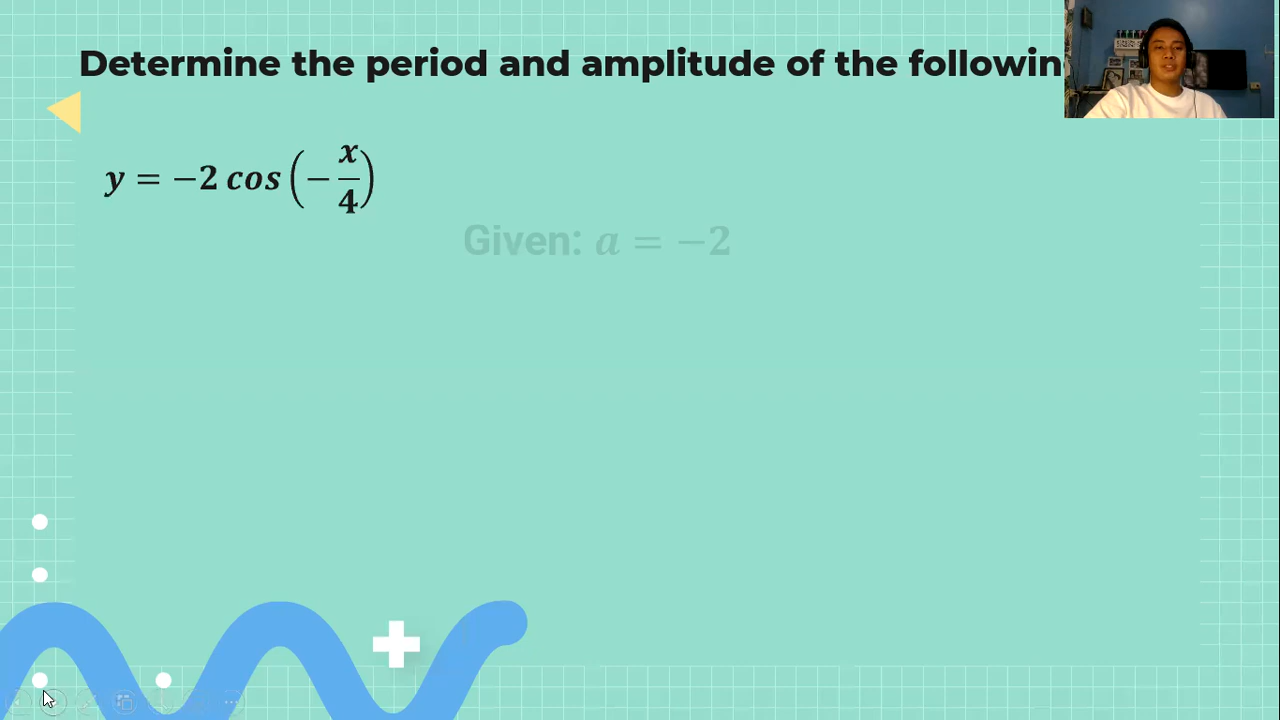 Determine the period and amplitude of the followin
y = −2 cos (−x/4)
Given: a = −2